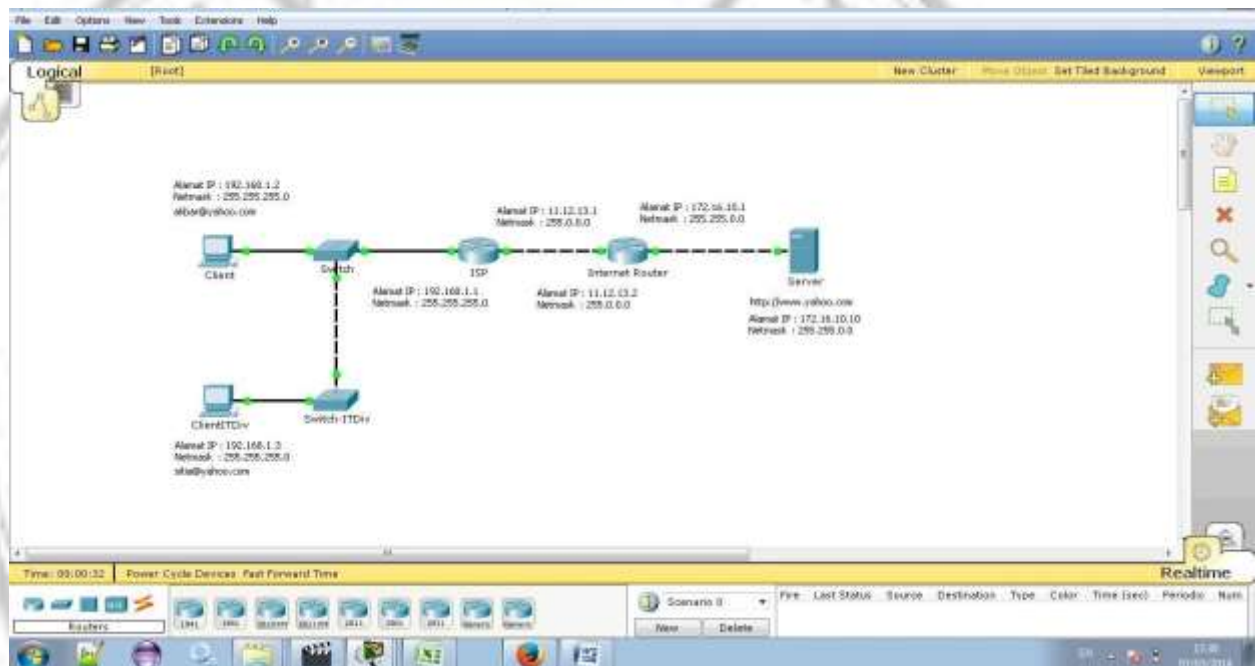 File Edit Options View Tools Extensions Help
Logical [Root] New Cluster Move Object Set Tiled Background Viewport
Alamat IP : 192.168.1.2
Netmask : 255.255.255.0
akbar@yahoo.com
Alamat IP : 11.12.13.1
Netmask : 255.0.0.0
Alamat IP : 172.16.10.1
Netmask : 255.255.0.0
Client
Switch
ISP
Internet Router
Server
Alamat IP : 192.168.1.1
Netmask : 255.255.255.0
Alamat IP : 11.12.13.2
Netmask : 255.0.0.0
http://www.yahoo.com
Alamat IP : 172.16.10.10
Netmask : 255.255.0.0
ClientITDiv
Switch-ITDiv
Alamat IP : 192.168.1.3
Netmask : 255.255.255.0
Time: 00:00:32 Power Cycle Devices Fast Forward Time Realtime
Scenario 0
Fire Last Status Source Destination Type Color Time (sec) Periodic Num
Routers
1841
New Delete
EN